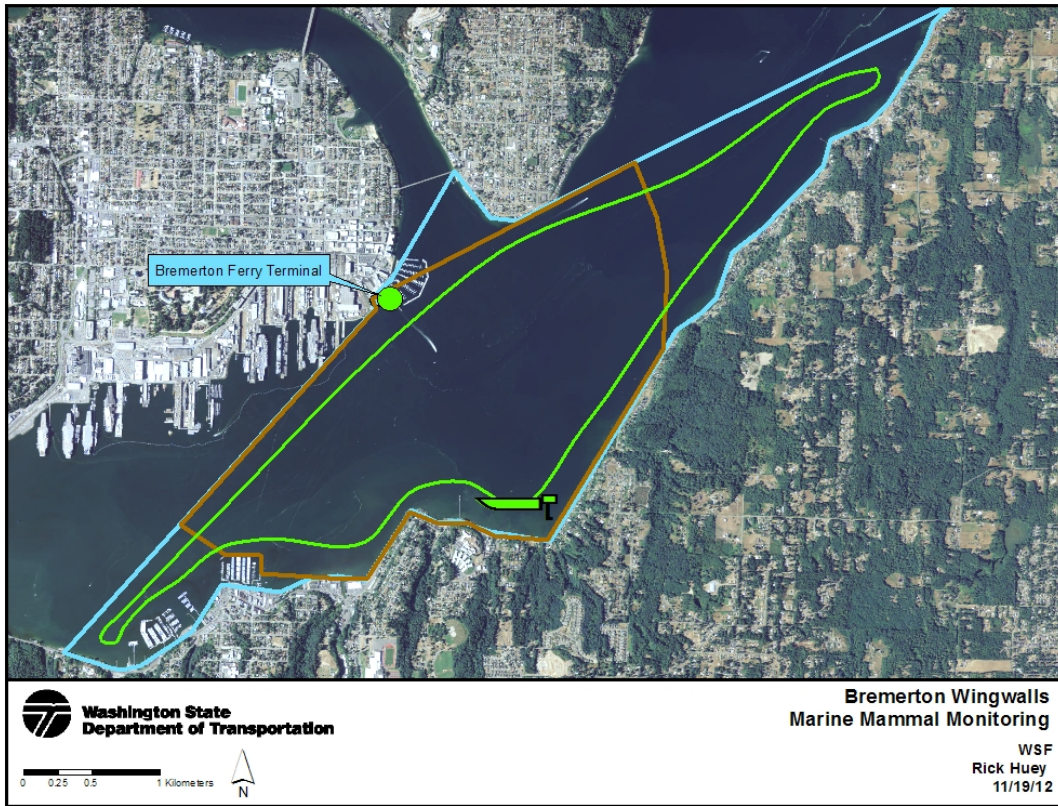 Bremerton Ferry Terminal
Washington State
Department of Transportation
0 0.25 0.5 1 Kilometers
N
Bremerton Wingwalls
Marine Mammal Monitoring
WSF
Rick Huey
11/19/12